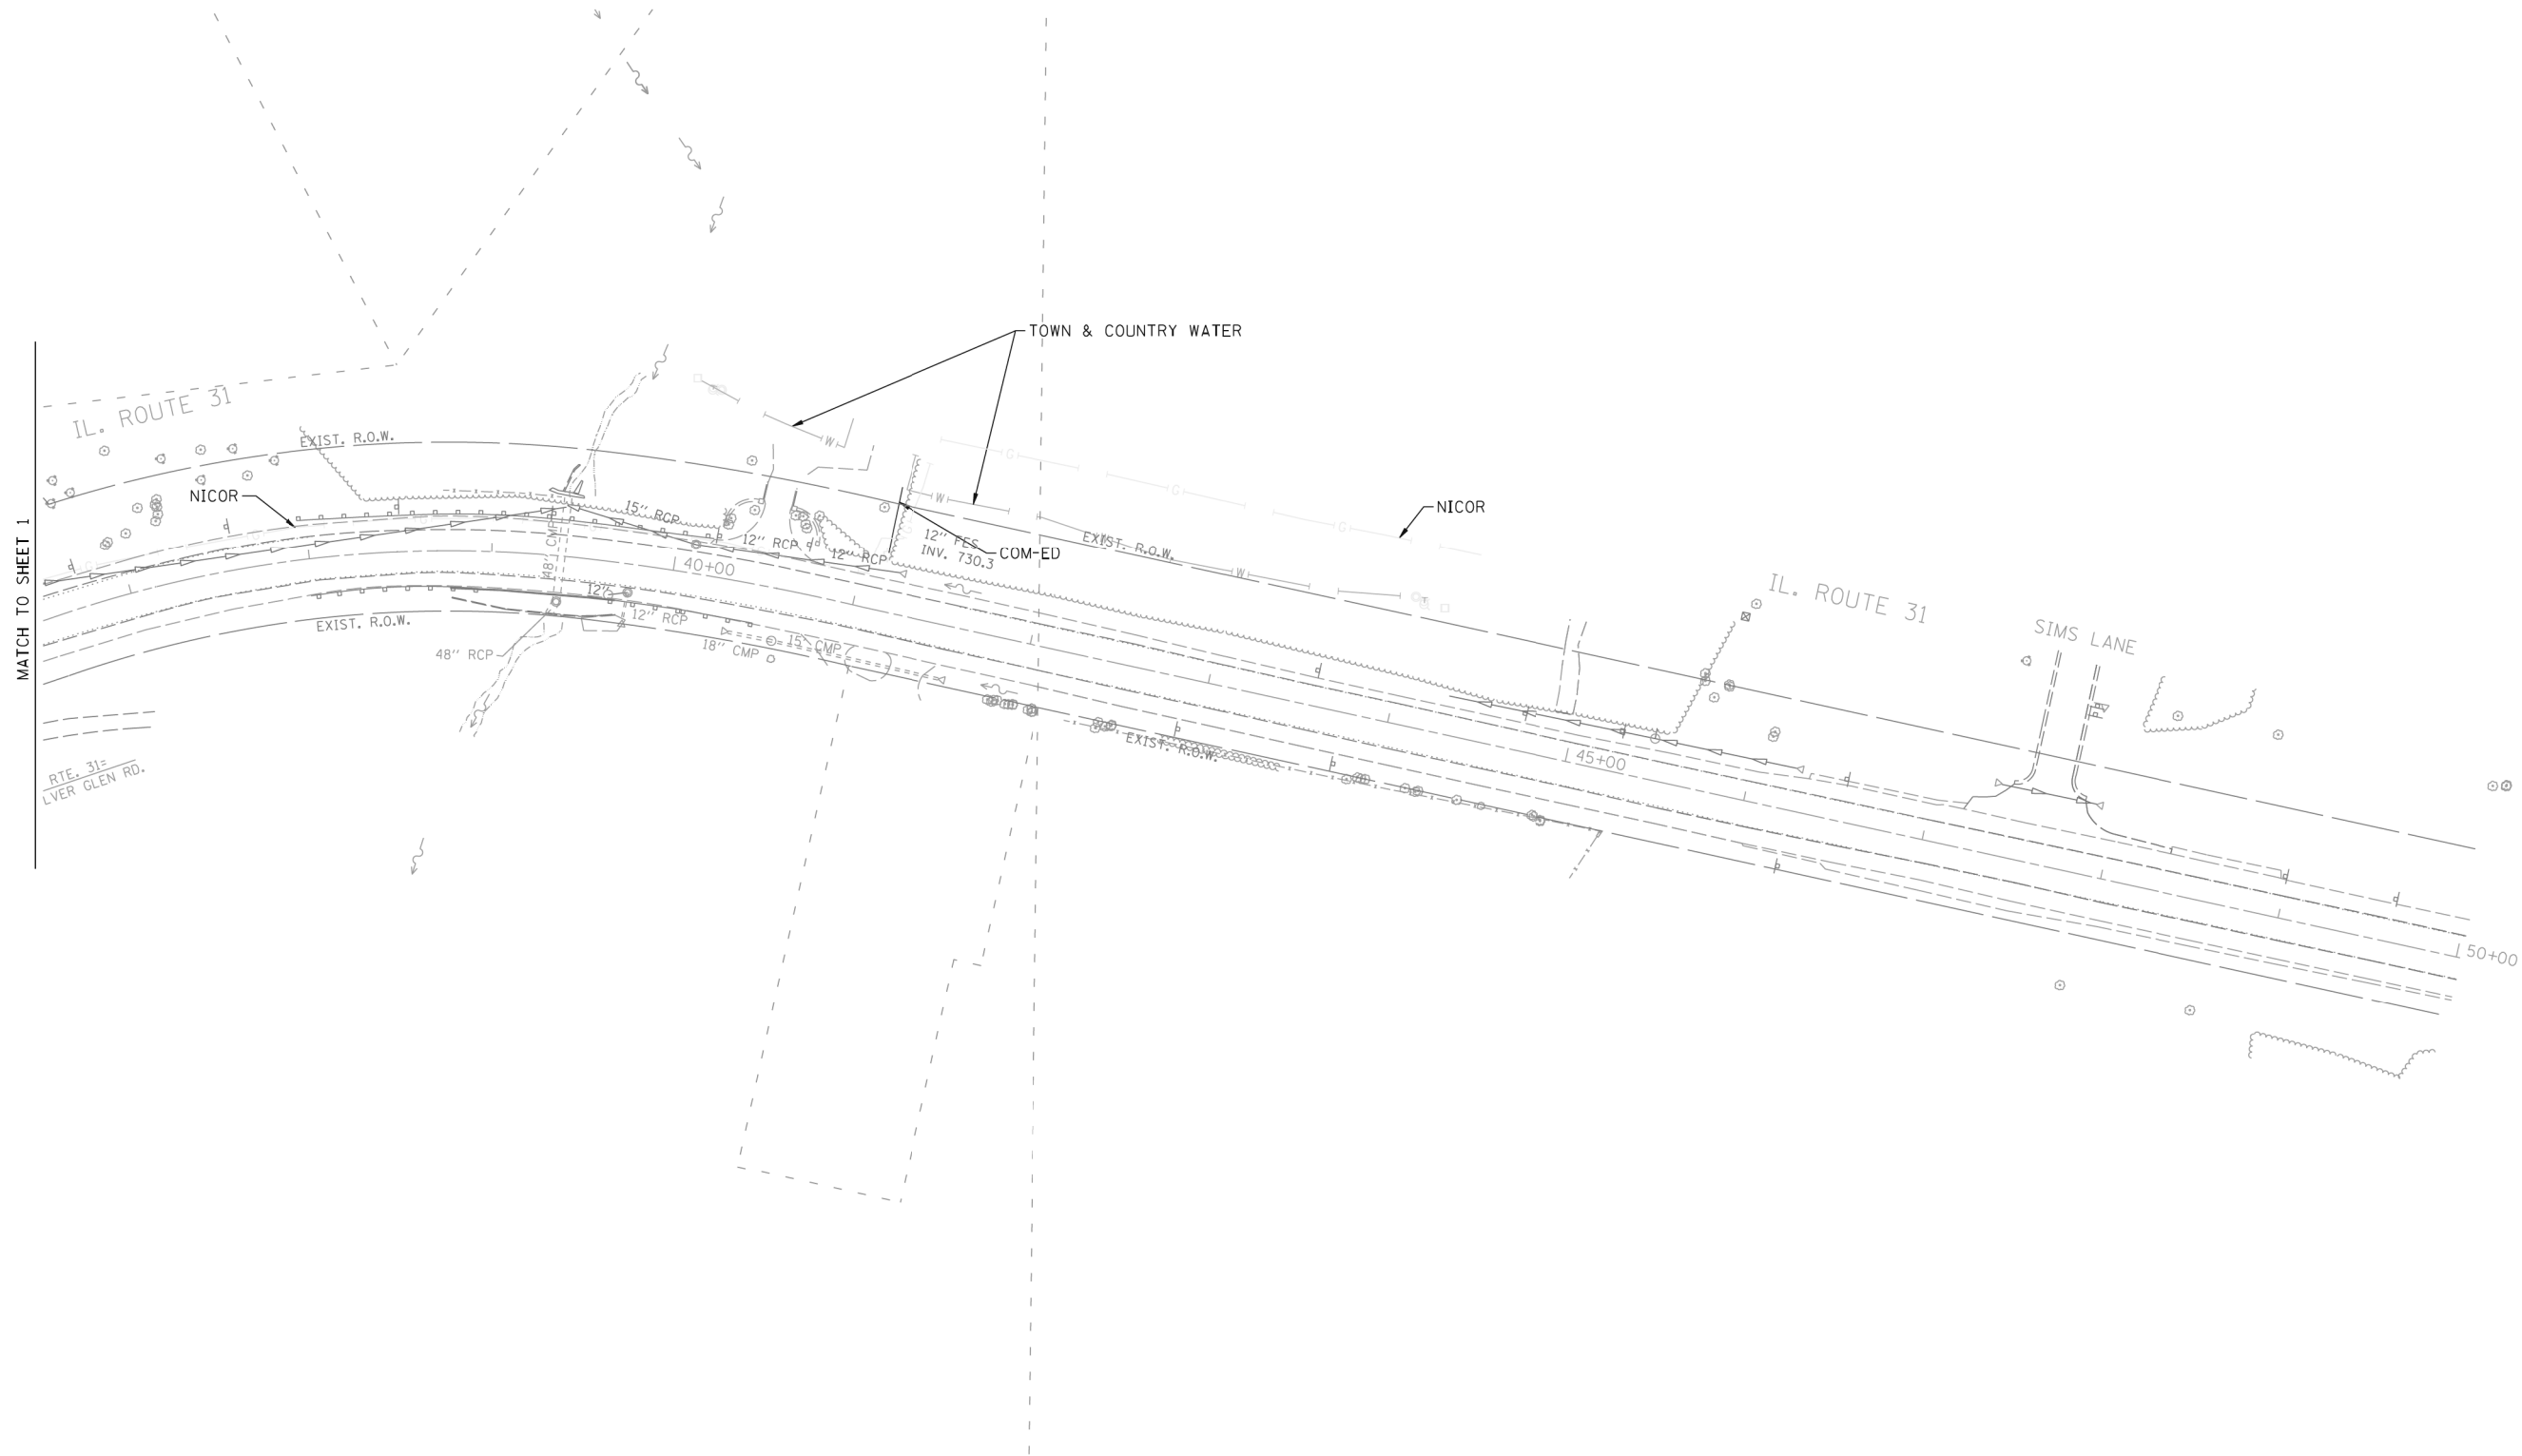 TOWN & COUNTRY WATER
IL. ROUTE 31
EXIST. R.O.W.
W
G
W
G
NICOR
NICOR
15'' RCP
G
MATCH TO SHEET 1
48'' CMP
12'' RCP
12'' RCP
12'' FES
INV. 730.3
COM-ED
EXIST. R.O.W.
40+00
W
IL. ROUTE 31
12''
12'' RCP
EXIST. R.O.W.
SIMS LANE
48'' RCP
18'' CMP
15'' CMP
EXIST. R.O.W.
45+00
RTE. 31=
LVER GLEN RD.
50+00